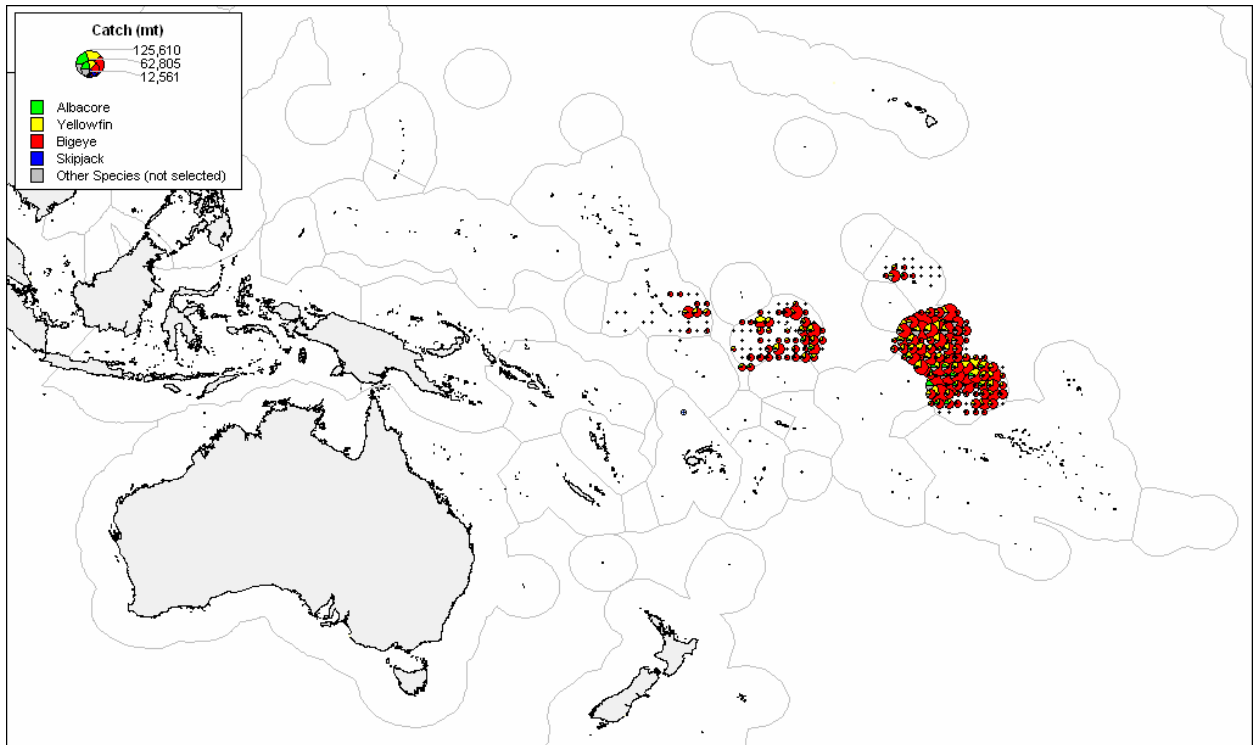 Catch (mt)
125,610
62,805
12,561
Albacore
Yellowfin
Bigeye
Skipjack
Other Species (not selected)